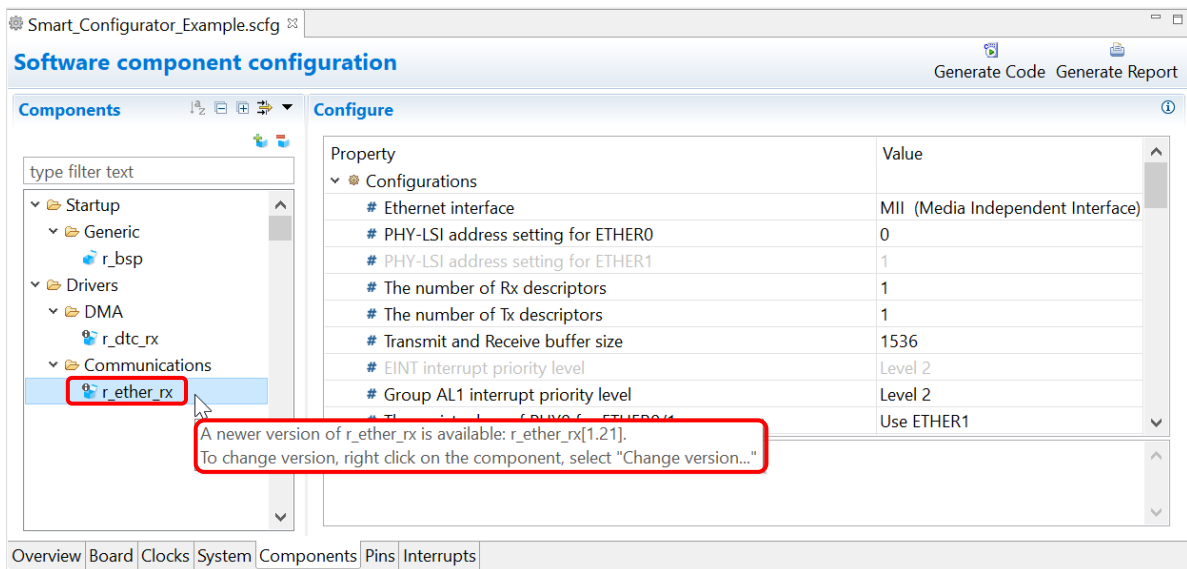 Smart_Configurator_Example.scfg
Software component configuration
Generate Code Generate Report
Components
Configure
type filter text
Startup
Generic
r_bsp
Drivers
DMA
r_dtc_rx
Communications
r_ether_rx
Property Value
Configurations
# Ethernet interface MII (Media Independent Interface)
# PHY-LSI address setting for ETHER0 0
# PHY-LSI address setting for ETHER1 1
# The number of Rx descriptors 1
# The number of Tx descriptors 1
# Transmit and Receive buffer size 1536
# EINT interrupt priority level Level 2
# Group AL1 interrupt priority level Level 2
Use ETHER1
A newer version of r_ether_rx is available: r_ether_rx[1.21].
To change version, right click on the component, select "Change version..."
Overview Board Clocks System Components Pins Interrupts